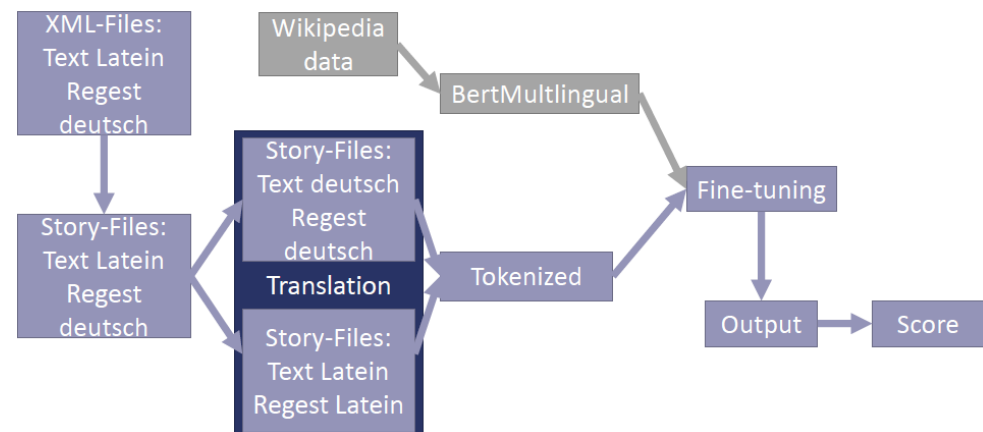 XML-Files:
Text Latein
Regest
deutsch
Wikipedia
data
BertMultlingual
Story-Files:
Text Latein
Regest
deutsch
Story-Files:
Text deutsch
Regest
deutsch
Translation
Story-Files:
Text Latein
Regest Latein
Tokenized
Fine-tuning
Output
Score